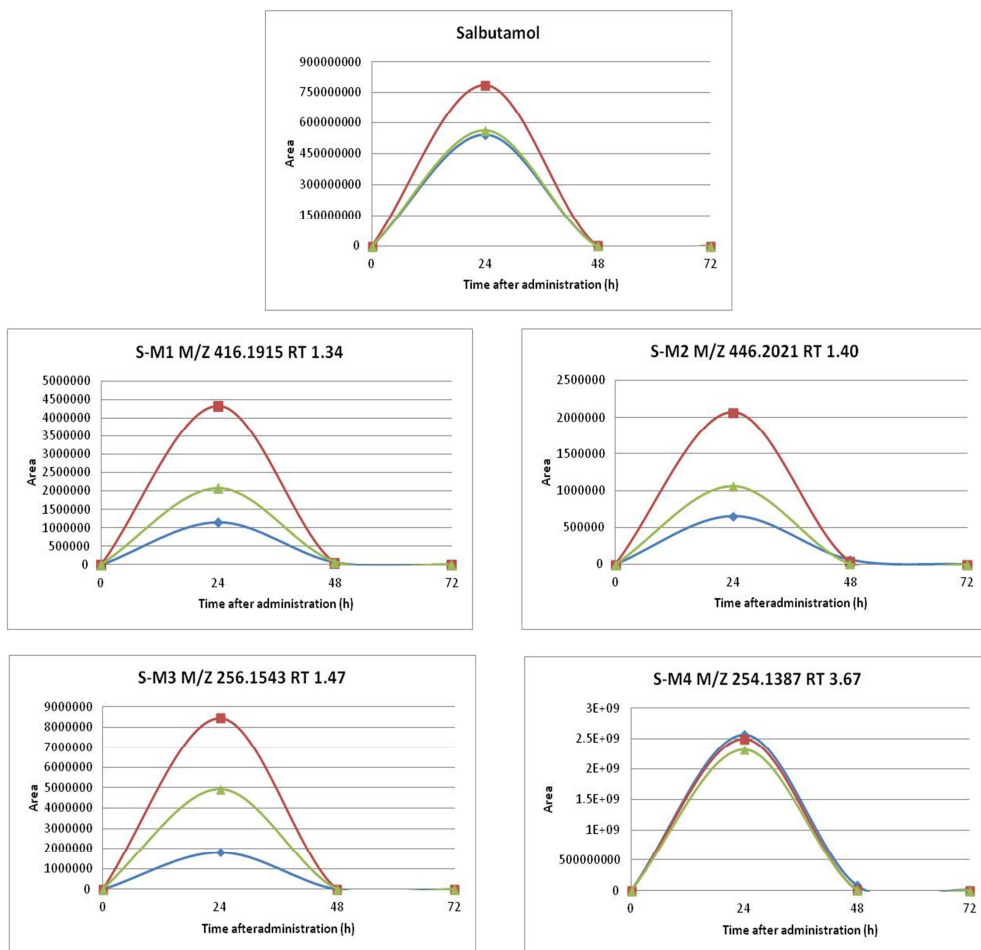 Salbutamol
900000000
750000000
600000000
450000000
300000000
150000000
0
Area
0 24 48 72
Time after administration (h)
S-M1 M/Z 416.1915 RT 1.34
5000000
4500000
4000000
3500000
3000000
2500000
2000000
1500000
1000000
500000
0
Area
0 24 48 72
Time after administration (h)
S-M2 M/Z 446.2021 RT 1.40
2500000
2000000
1500000
1000000
500000
0
Area
0 24 48 72
Time afteradministration (h)
S-M3 M/Z 256.1543 RT 1.47
9000000
8000000
7000000
6000000
5000000
4000000
3000000
2000000
1000000
0
Area
0 24 48 72
Time afteradministration (h)
S-M4 M/Z 254.1387 RT 3.67
3E+09
2.5E+09
2E+09
1.5E+09
1E+09
500000000
0
Area
0 24 48 72
Time after administration (h)